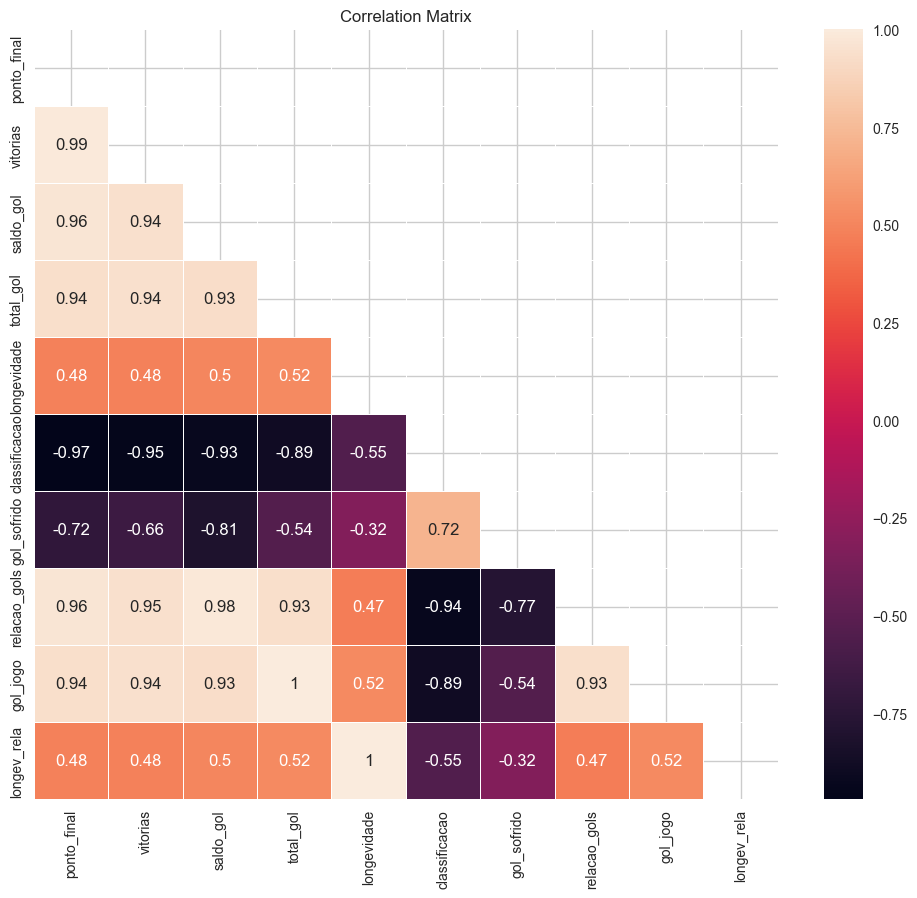 Correlation Matrix
ponto_final
vitorias
0.99
saldo_gol
0.96 0.94
total_gol
0.94 0.94 0.93
longevidade
0.48 0.48 0.5 0.52
classificacao
-0.97 -0.95 -0.93 -0.89 -0.55
gol_sofrido
-0.72 -0.66 -0.81 -0.54 -0.32 0.72
relacao_gols
0.96 0.95 0.98 0.93 0.47 -0.94 -0.77
gol_jogo
0.94 0.94 0.93 1 0.52 -0.89 -0.54 0.93
longev_rela
0.48 0.48 0.5 0.52 1 -0.55 -0.32 0.47 0.52
ponto_final
vitorias
saldo_gol
total_gol
longevidade
classificacao
gol_sofrido
relacao_gols
gol_jogo
longev_rela
1.00
0.75
0.50
0.25
0.00
−0.25
−0.50
−0.75